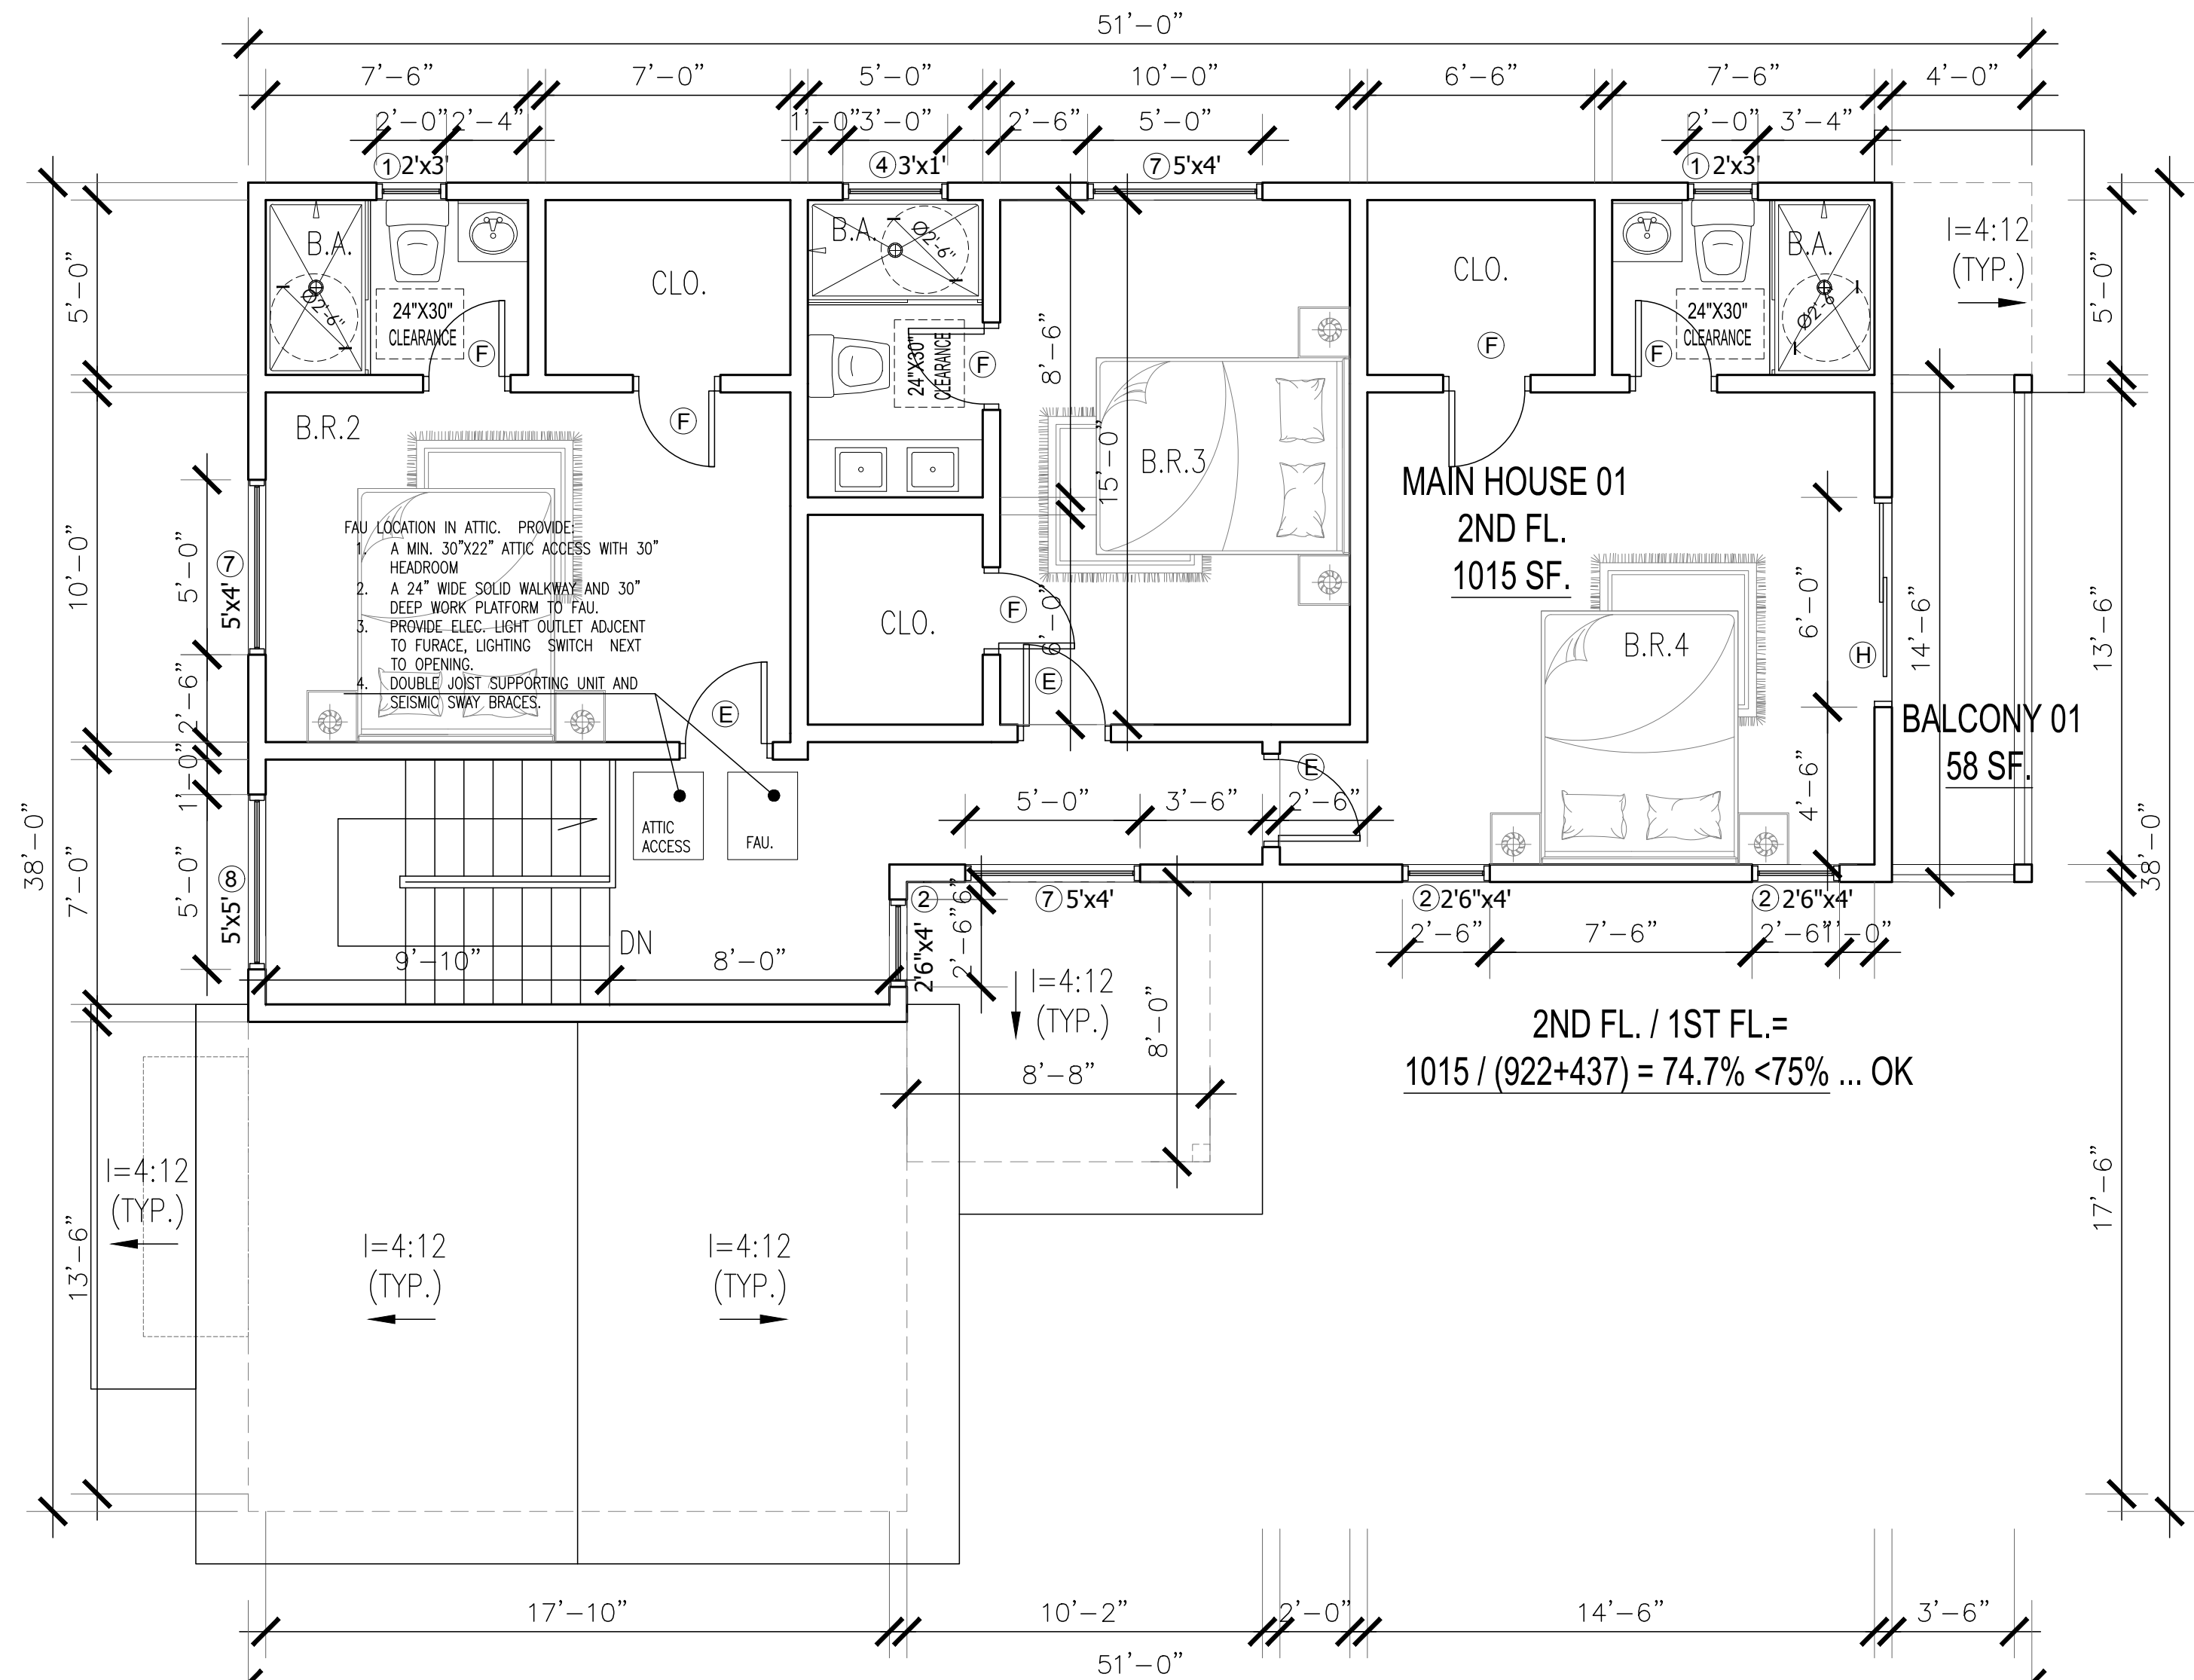 51'-0"
7'-6" 7'-0" 5'-0" 10'-0" 6'-6" 7'-6" 4'-0"
2'-0" 2'-4" 1'-0" 3'-0" 2'-6" 5'-0" 2'-0" 3'-4"
1 2'x3' 4 3'x1' 7 5'x4' 1 2'x3'
B.A. B.A. B.A.
Ø2'-6" Ø2'-6" Ø2'-6"
CLO. CLO.
I=4:12
(TYP.)
5'-0" 5'-0"
24"X30"
CLEARANCE
24"X30"
CLEARANCE
24"X30"
CLEARANCE
F F F F F
8'-6"
15'-0"
B.R.2
B.R.3
MAIN HOUSE 01
2ND FL.
1015 SF.
FAU LOCATION IN ATTIC. PROVIDE:
1. A MIN. 30"X22" ATTIC ACCESS WITH 30"
HEADROOM
2. A 24" WIDE SOLID WALKWAY AND 30"
DEEP WORK PLATFORM TO FAU.
3. PROVIDE ELEC. LIGHT OUTLET ADJCENT
TO FURACE, LIGHTING SWITCH NEXT
TO OPENING.
4. DOUBLE JOIST SUPPORTING UNIT AND
SEISMIC SWAY BRACES.
10'-0"
5'-0"
5'x4' 7
2'-6"
1'-0"
CLO.
F
6'-0"
E
E
B.R.4
6'-0"
H
14'-6"
13'-6"
BALCONY 01
58 SF.
4'-6"
E
5'-0" 3'-6" 2'-6"
ATTIC
ACCESS
FAU.
38'-0"
7'-0"
5'-0"
5'x5' 8
38'-0"
2
2'6"x4'
6"
2'-6"
7 5'x4'
2 2'6"x4'
2 2'6"x4'
2'-6" 7'-6" 2'-6" 1'-0"
DN
9'-10" 8'-0"
I=4:12
(TYP.)
8'-0"
8'-8"
2ND FL. / 1ST FL.=
1015 / (922+437) = 74.7% <75% ... OK
17'-6"
I=4:12
(TYP.)
13'-6"
I=4:12
(TYP.)
I=4:12
(TYP.)
17'-10" 10'-2" 2'-0" 14'-6" 3'-6"
51'-0"